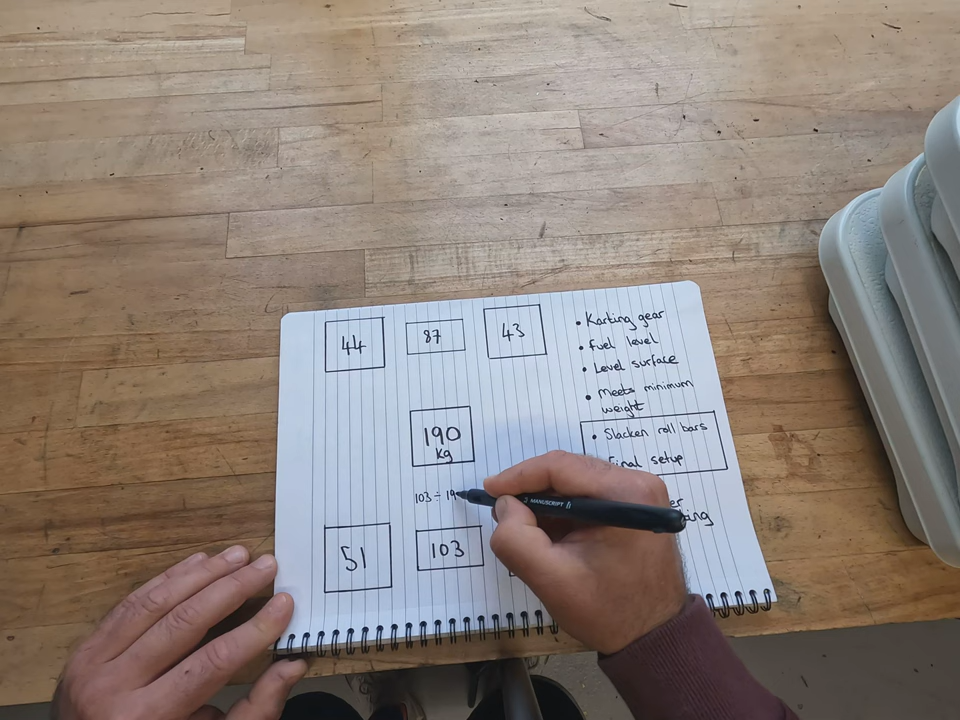 44 87 43
• Karting gear
• Fuel level
• Level surface
• Meets minimum
weight
• Slacken roll bars
Final setup
190
kg
103 ÷ 19
51 103
MANUSCRIPT